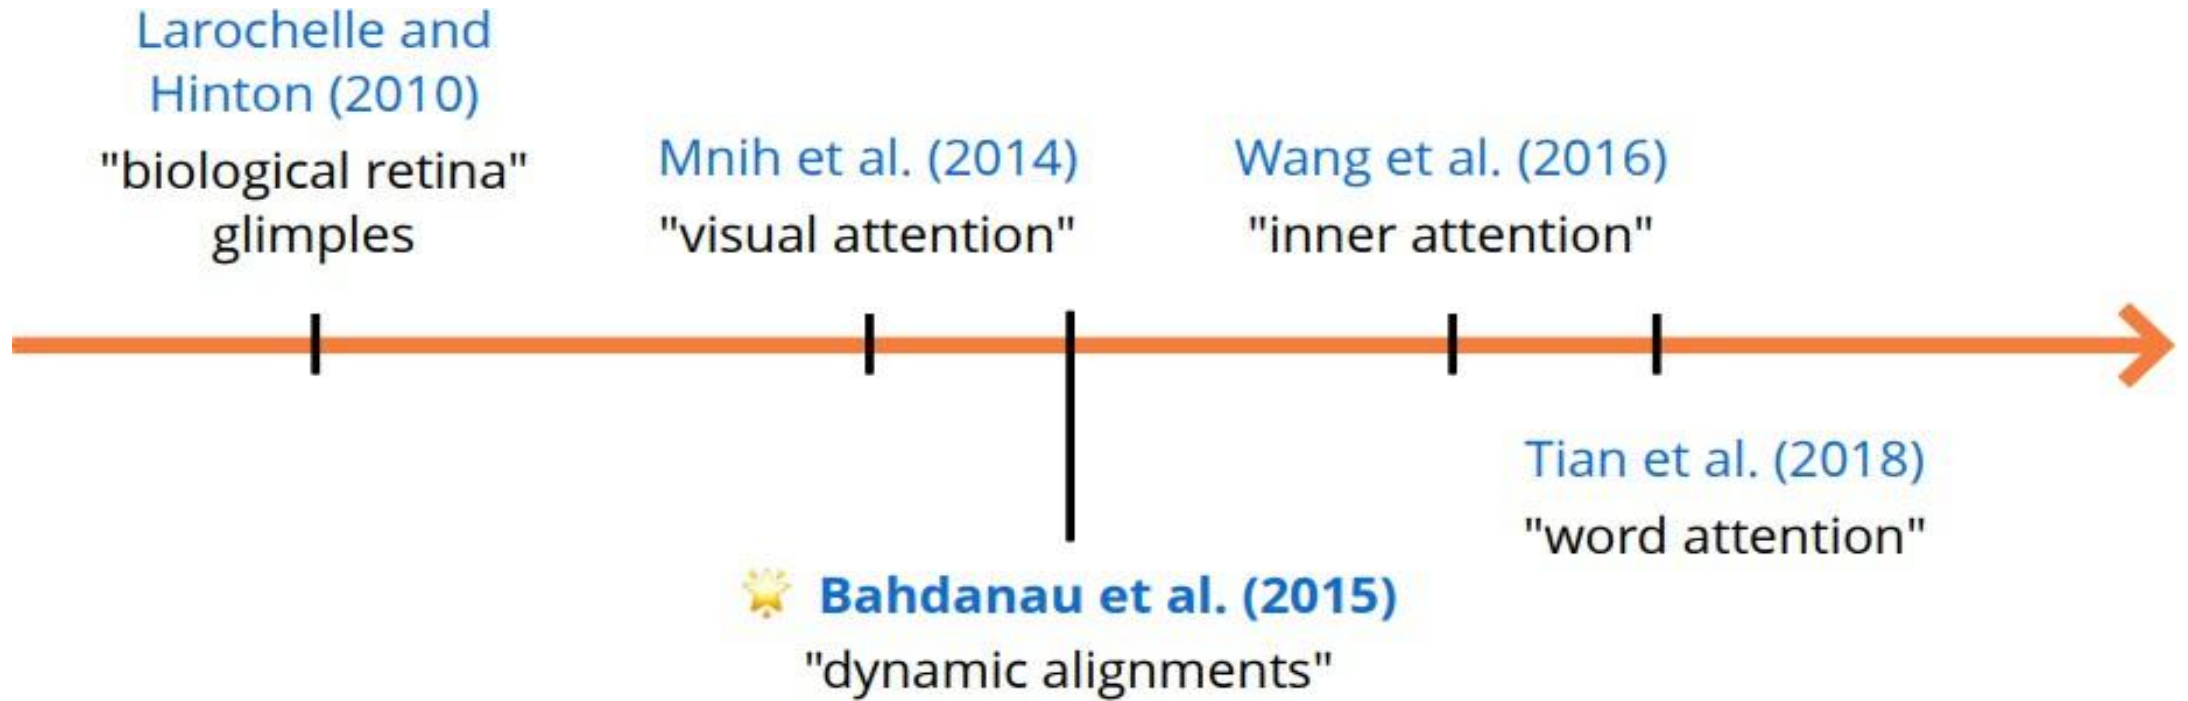 Larochelle and
Hinton (2010)
"biological retina"
glimples
Mnih et al. (2014)
"visual attention"
Wang et al. (2016)
"inner attention"
Bahdanau et al. (2015)
"dynamic alignments"
Tian et al. (2018)
"word attention"